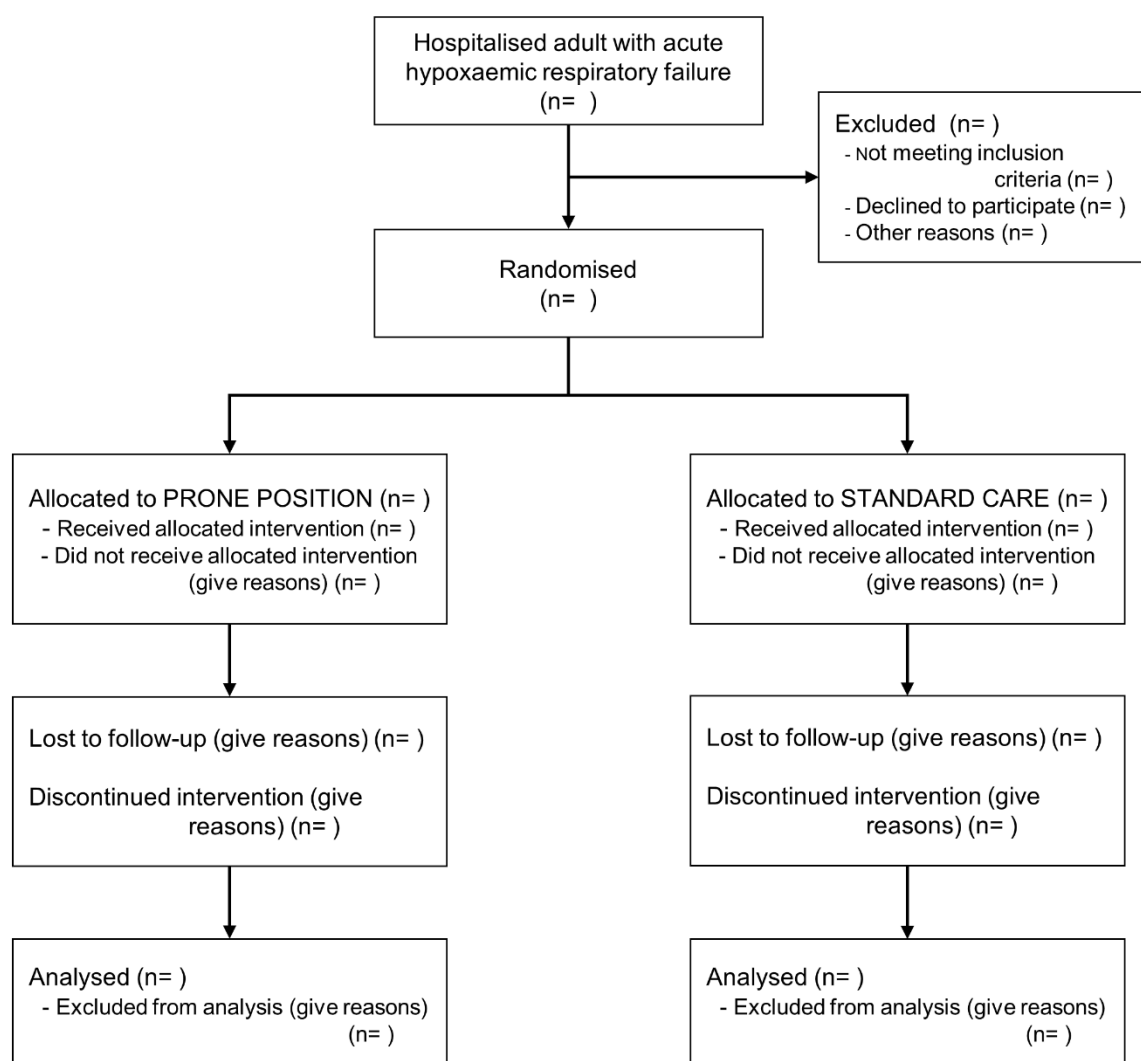 Hospitalised adult with acute
hypoxaemic respiratory failure
(n=  )
Excluded  (n= )
- Not meeting inclusion
criteria (n= )
- Declined to participate (n= )
- Other reasons (n= )
Randomised
(n=  )
Allocated to PRONE POSITION (n= )
- Received allocated intervention (n= )
- Did not receive allocated intervention
(give reasons) (n= )
Allocated to STANDARD CARE (n= )
- Received allocated intervention (n= )
- Did not receive allocated intervention
(give reasons) (n= )
Lost to follow-up (give reasons) (n= )
Discontinued intervention (give
reasons) (n= )
Lost to follow-up (give reasons) (n= )
Discontinued intervention (give
reasons) (n= )
Analysed (n= )
- Excluded from analysis (give reasons)
(n= )
Analysed (n= )
- Excluded from analysis (give reasons)
(n= )